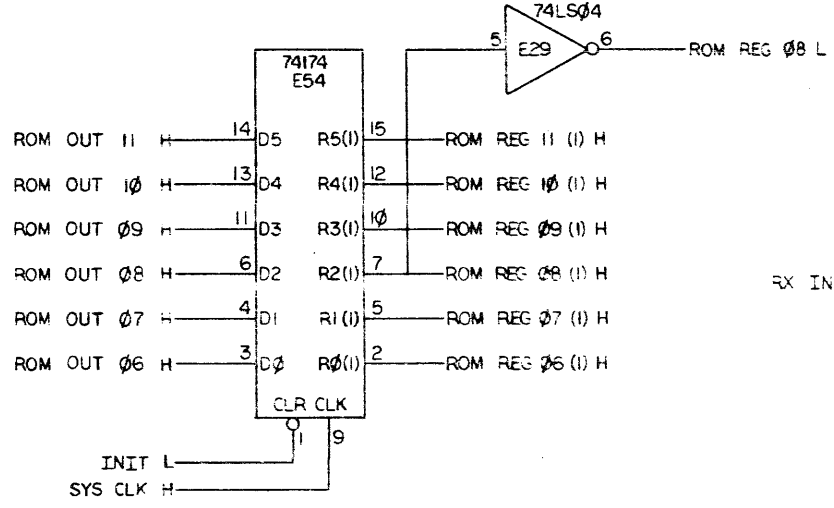 74LSØ4
5 E29 6 ROM REG Ø8 L
74174
E54
ROM OUT 11 H 14 D5 R5(1) 15 ROM REG 11 (1) H
ROM OUT 1Ø H 13 D4 R4(1) 12 ROM REG 1Ø (1) H
ROM OUT Ø9 H 11 D3 R3(1) 1Ø ROM REG Ø9 (1) H
ROM OUT Ø8 H 6 D2 R2(1) 7 ROM REG Ø8 (1) H
RX IN
ROM OUT Ø7 H 4 D1 R1(1) 5 ROM REG Ø7 (1) H
ROM OUT Ø6 H 3 DØ RØ(1) 2 ROM REG Ø6 (1) H
CLR CLK
1 9
INIT L
SYS CLK H